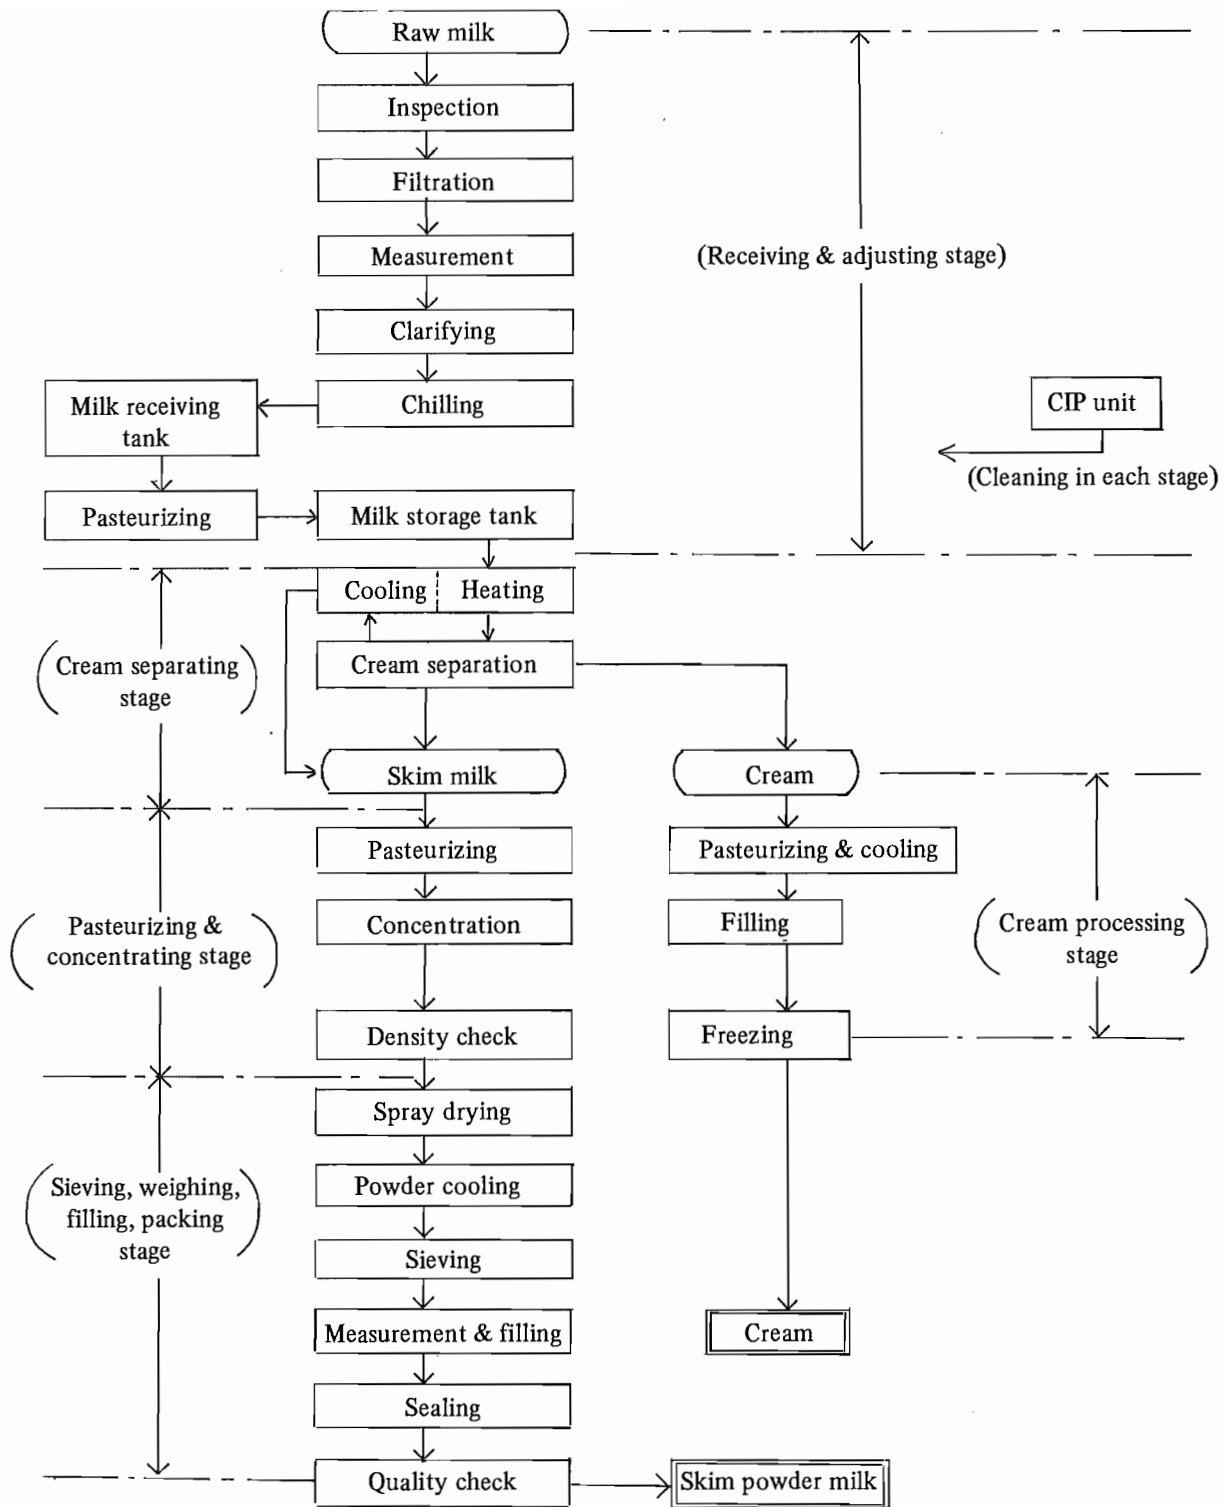 Raw milk
Inspection
Filtration
Measurement
(Receiving & adjusting stage)
Clarifying
Chilling
Milk receiving
tank
CIP unit
(Cleaning in each stage)
Pasteurizing
Milk storage tank
Cooling
Heating
(Cream separating
stage)
Cream separation
Skim milk
Cream
Pasteurizing
Pasteurizing & cooling
(Pasteurizing &
concentrating stage)
Concentration
Filling
(Cream processing
stage)
Density check
Freezing
Spray drying
Powder cooling
(Sieving, weighing,
filling, packing
stage)
Sieving
Measurement & filling
Cream
Sealing
Quality check
Skim powder milk